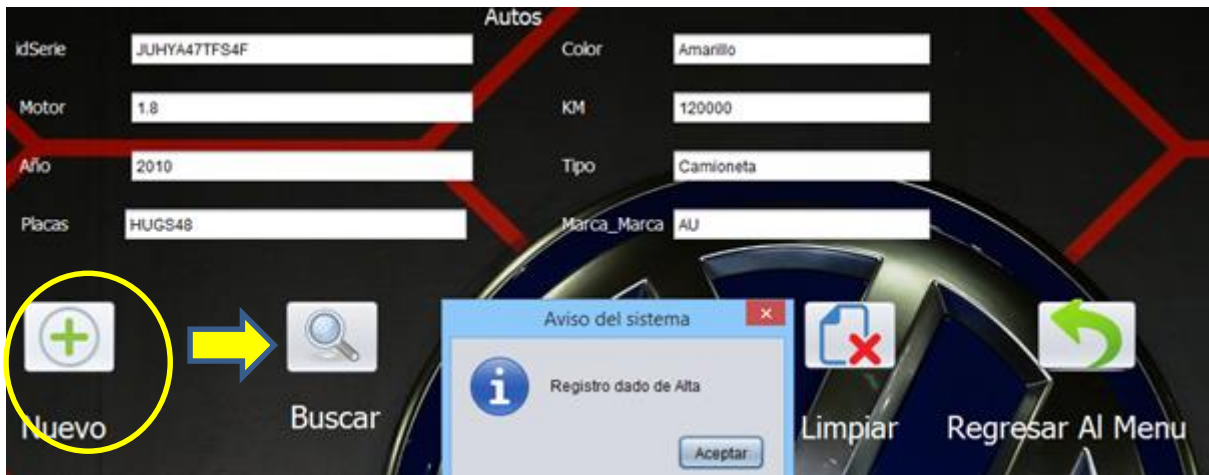 Autos
idSerie JUHYA47TFS4F Color Amarillo
Motor 1.8 KM 120000
Año 2010 Tipo Camioneta
Placas HUGS48 Marca_Marca AU
Aviso del sistema
Registro dado de Alta
Aceptar
Nuevo Buscar Limpiar Regresar Al Menu